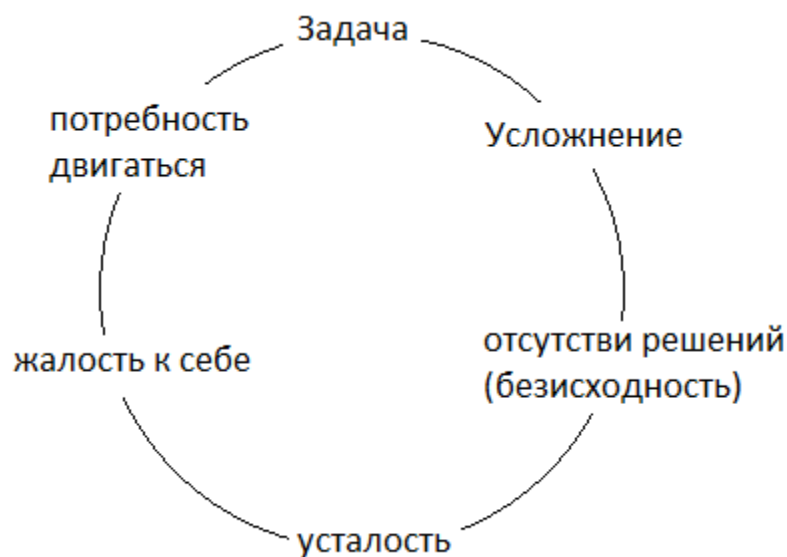 Задача
Усложнение
отсутстви решений
(безисходность)
усталость
жалость к себе
потребность
двигаться